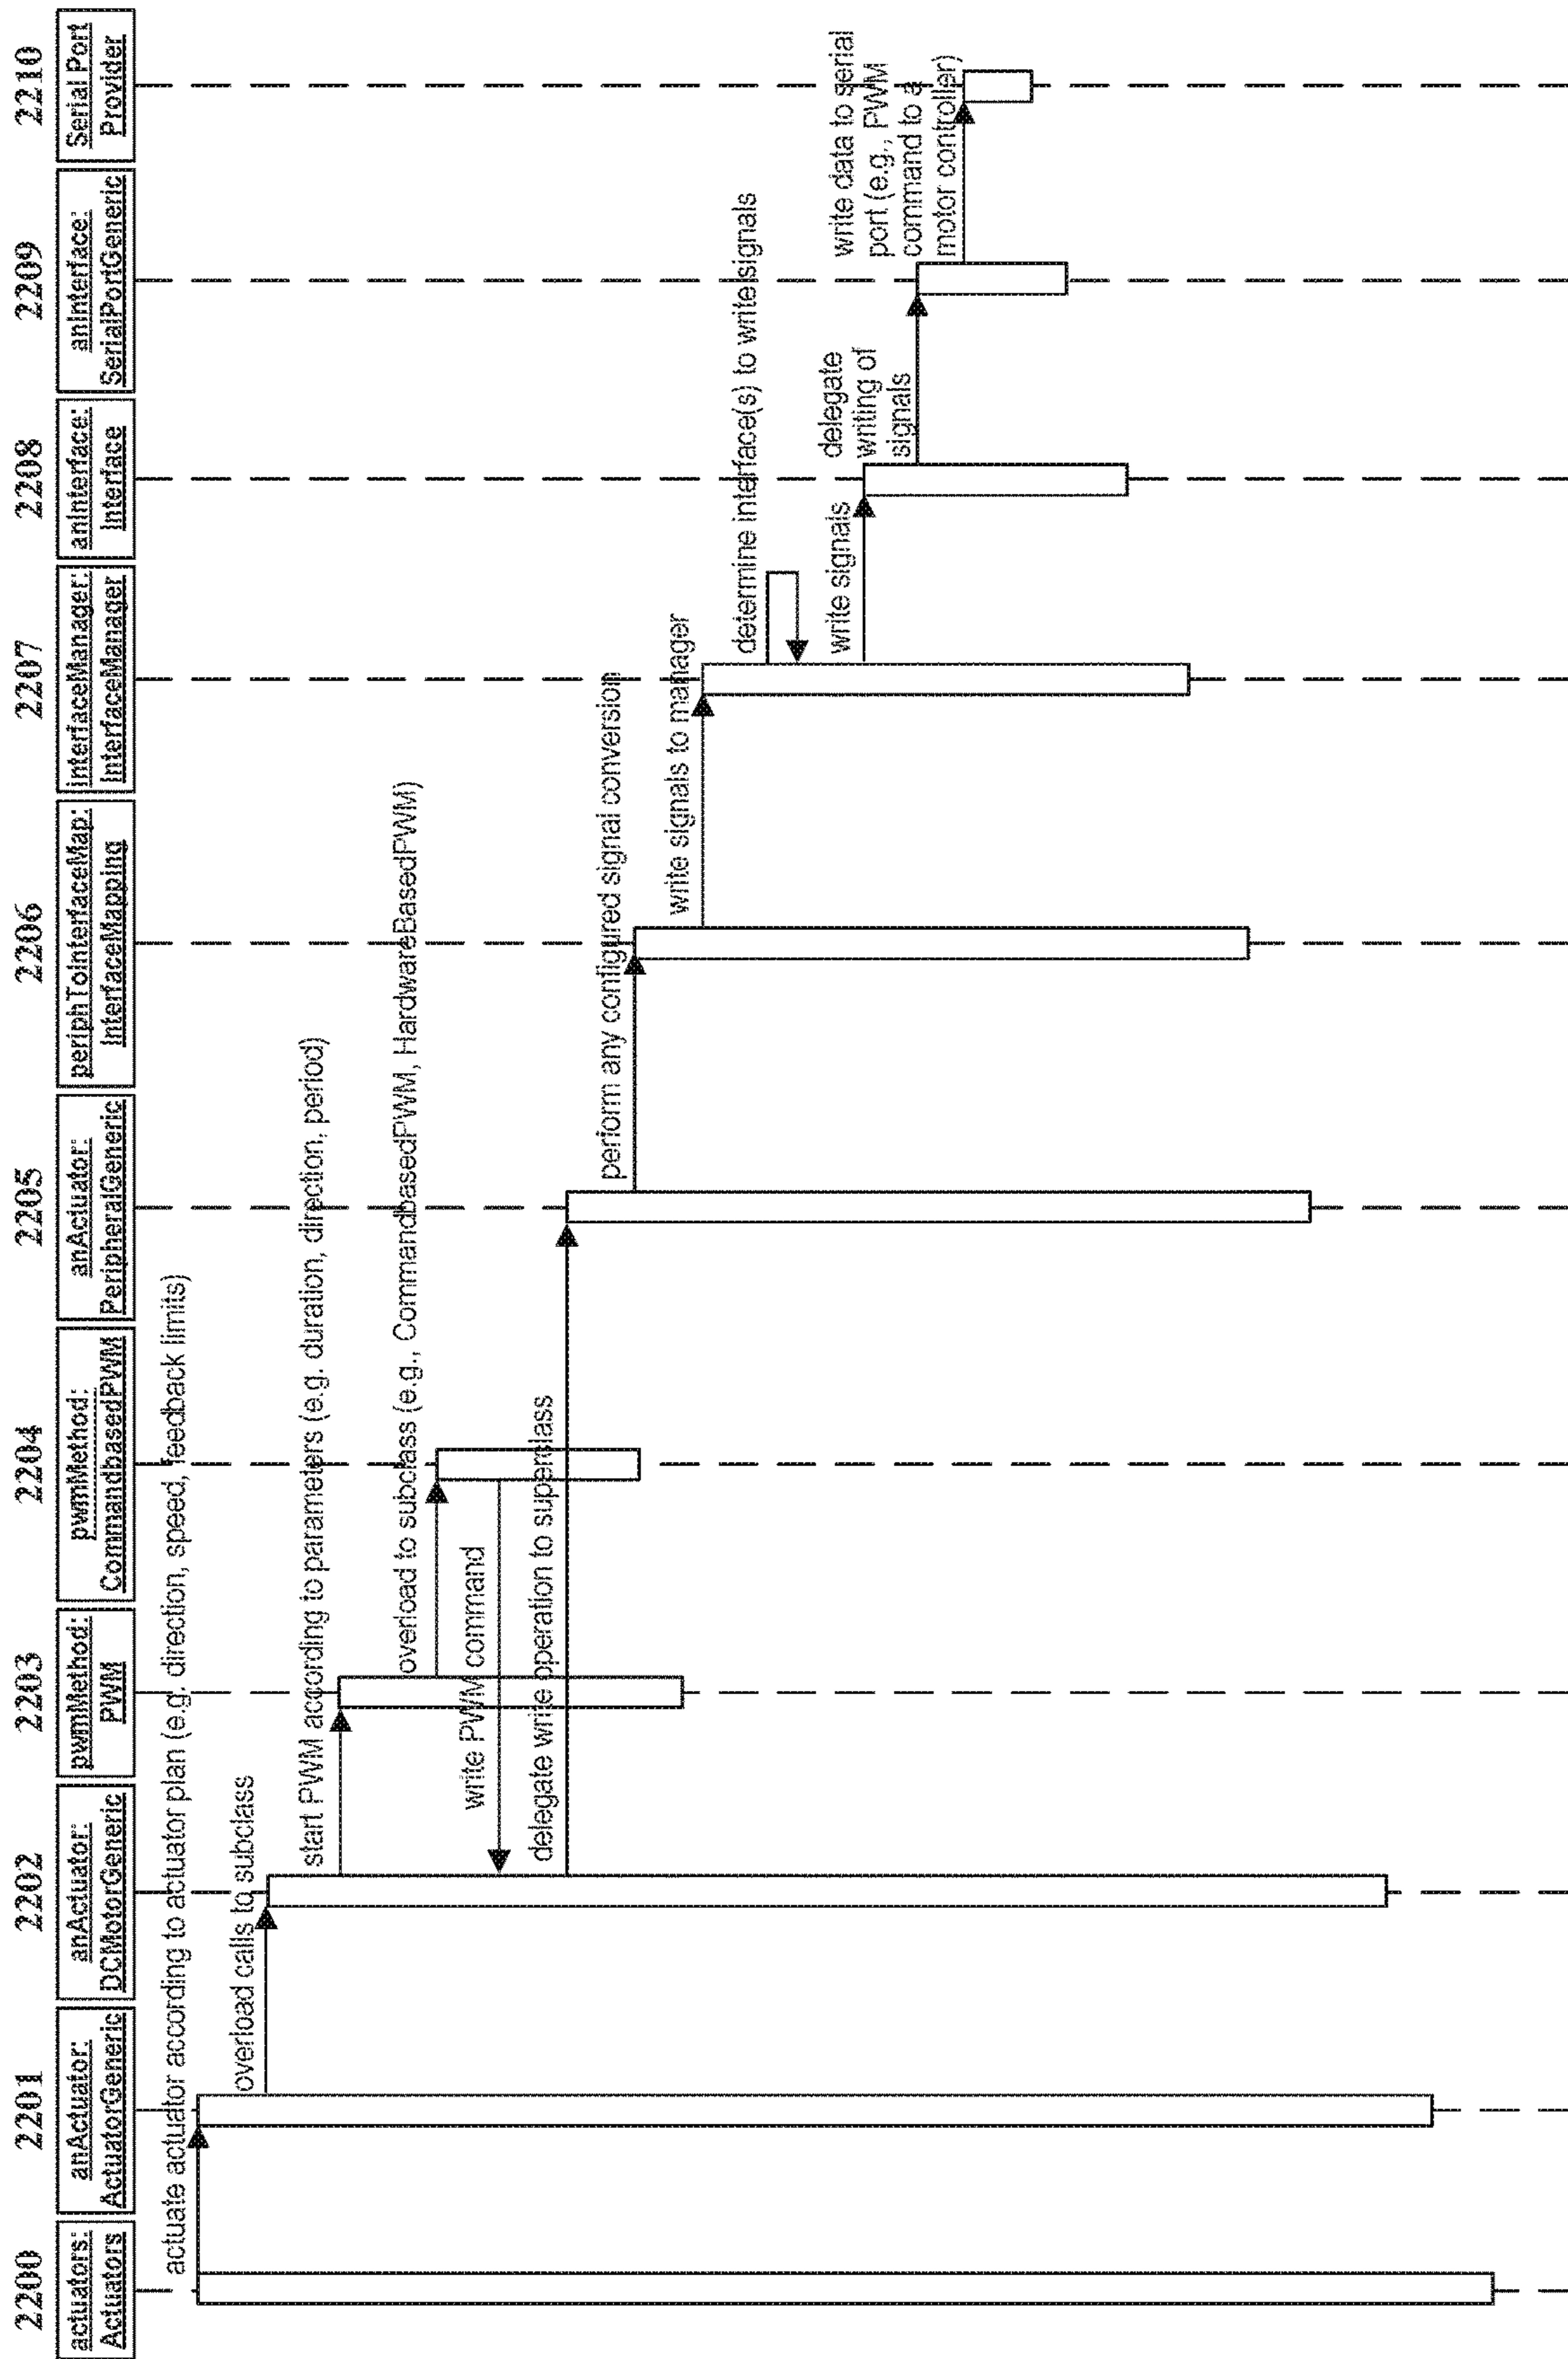 2200
actuators:
Actuators
2201
anActuator:
ActuatorGeneric
2202
anActuator:
DCMotorGeneric
2203
pwmMethod:
PWM
2204
pwmMethod:
CommandbasedPWM
2205
anActuator:
PeripheralGeneric
2206
periphToInterfaceMap:
InterfaceMapping
2207
interfaceManager:
InterfaceManager
2208
anInterface:
Interface
2209
anInterface:
SerialPortGeneric
2210
Serial Port
Provider
actuate actuator according to actuator plan (e.g. direction, speed, feedback limits)
overload calls to subclass
start PWM according to parameters (e.g. duration, direction, period)
overload to subclass (e.g., CommandbasedPWM, HardwareBasedPWM)
write PWM command
delegate write operation to superclass
perform any configured signal conversion
write signals to manager
determine interface(s) to write signals
write signals
delegate
writing of
signals
write data to serial
port (e.g., PWM
command to a
motor controller)